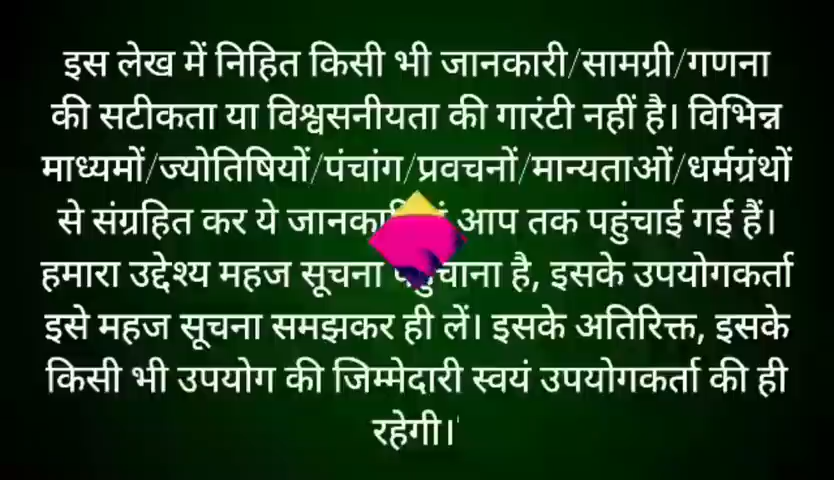 इस लेख में निहित किसी भी जानकारी/सामग्री/गणना
की सटीकता या विश्वसनीयता की गारंटी नहीं है। विभिन्न
माध्यमों/ज्योतिषियों/पंचांग/प्रवचनों/मान्यताओं/धर्मग्रंथों
से संग्रहित कर ये आप तक पहुंचाई गई हैं।
हमारा उद्देश्य महज सूचना है, इसके उपयोगकर्ता
इसे महज सूचना समझकर ही लें। इसके अतिरिक्त, इसके
किसी भी उपयोग की जिम्मेदारी स्वयं उपयोगकर्ता की ही
रहेगी।'